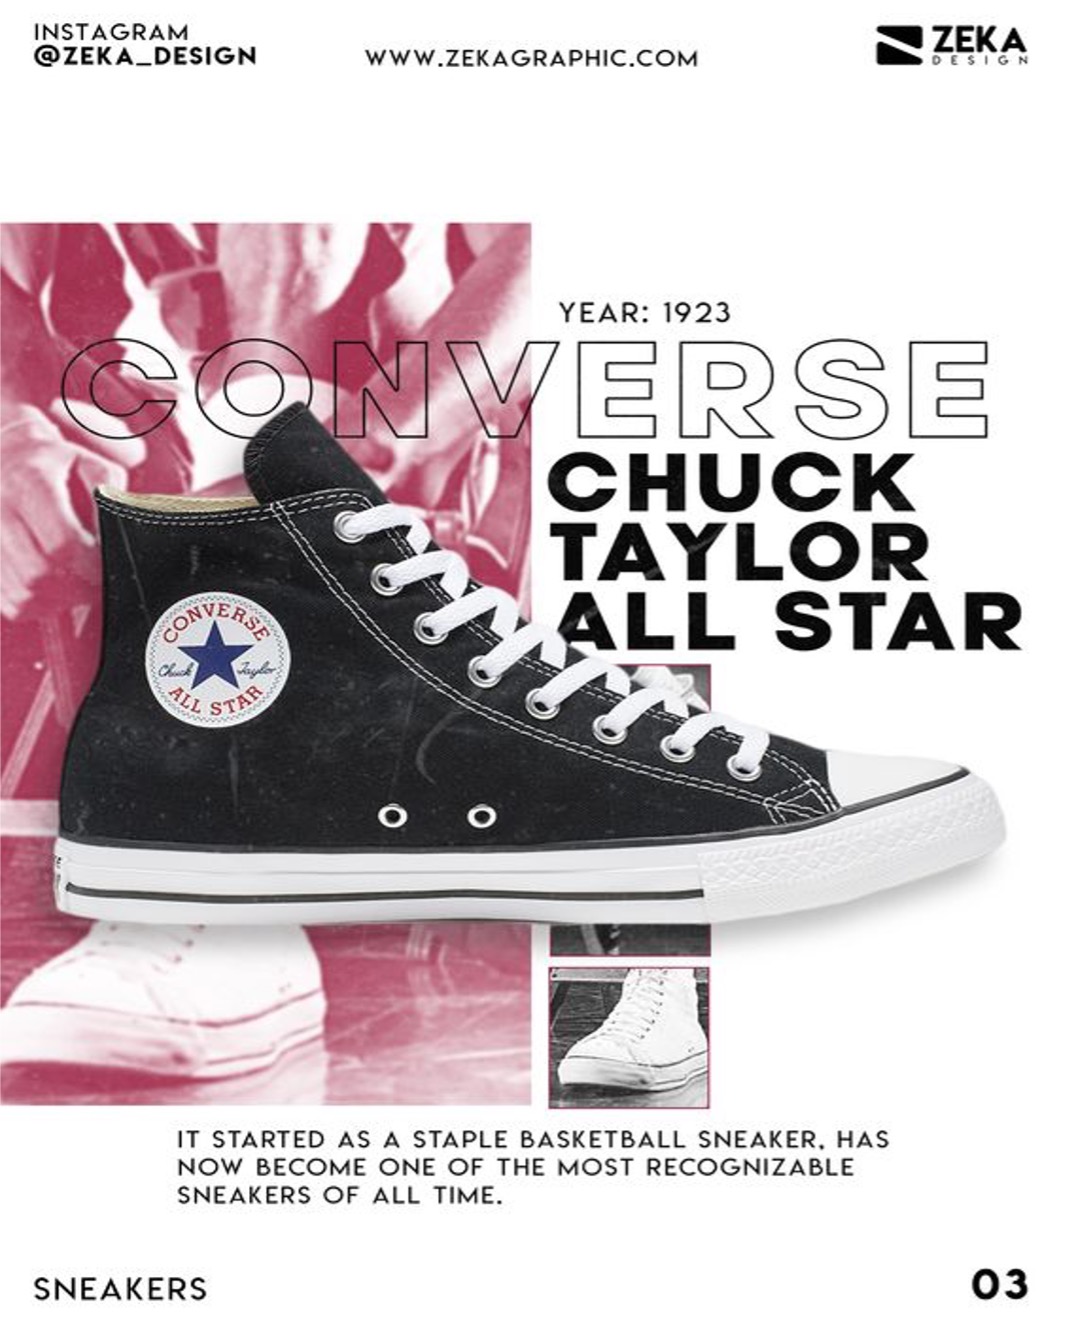 INSTAGRAM
@ZEKA_DESIGN
WWW.ZEKAGRAPHIC.COM
ZEKA
DESIGN
YEAR: 1923
CONVERSE
CHUCK
TAYLOR
ALL STAR
CONVERSE
Chuck Taylor
ALL STAR
IT STARTED AS A STAPLE BASKETBALL SNEAKER, HAS
NOW BECOME ONE OF THE MOST RECOGNIZABLE
SNEAKERS OF ALL TIME.
SNEAKERS
03